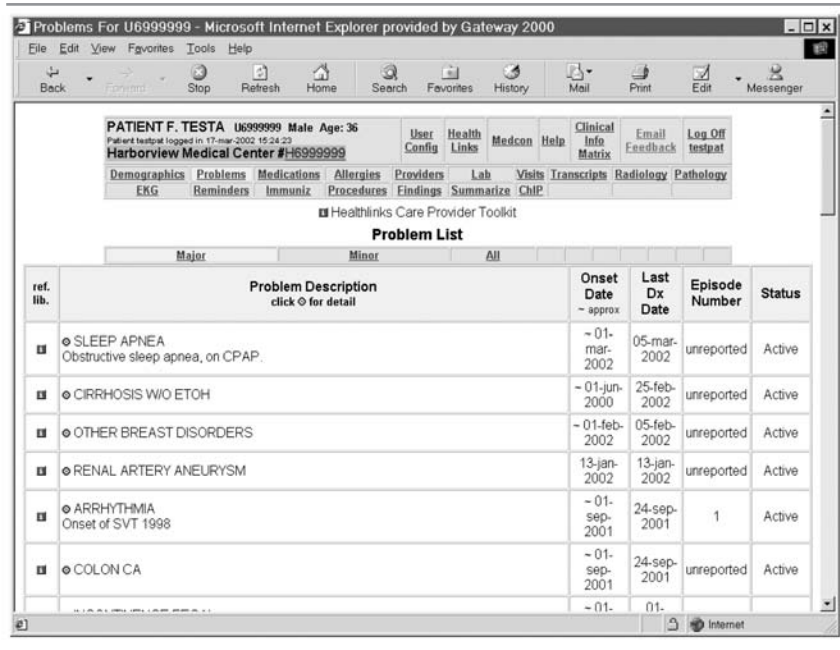 Problems For U6999999 - Microsoft Internet Explorer provided by Gateway 2000
File Edit View Favorites Tools Help
Back Forward Stop Refresh Home Search Favorites History Mail Print Edit Messenger
PATIENT F. TESTA U6999999 Male Age: 36
Patient testpat logged in 17-mar-2002 15:24:23
Harborview Medical Center #H6999999
User Config Health Links Medcon Help Clinical Info Matrix Email Feedback Log Off testpat
Demographics Problems Medications Allergies Providers Lab Visits Transcripts Radiology Pathology
EKG Reminders Immuniz Procedures Findings Summarize ChIP
Healthlinks Care Provider Toolkit
Problem List
Major Minor All
ref. lib. Problem Description click for detail Onset Date ~ approx Last Dx Date Episode Number Status
SLEEP APNEA
Obstructive sleep apnea, on CPAP. ~ 01-mar-2002 05-mar-2002 unreported Active
CIRRHOSIS W/O ETOH ~ 01-jun-2000 25-feb-2002 unreported Active
OTHER BREAST DISORDERS ~ 01-feb-2002 05-feb-2002 unreported Active
RENAL ARTERY ANEURYSM 13-jan-2002 13-jan-2002 unreported Active
ARRHYTHMIA
Onset of SVT 1998 ~ 01-sep-2001 24-sep-2001 1 Active
COLON CA ~ 01-sep-2001 24-sep-2001 unreported Active
~ 01- 01-
Internet